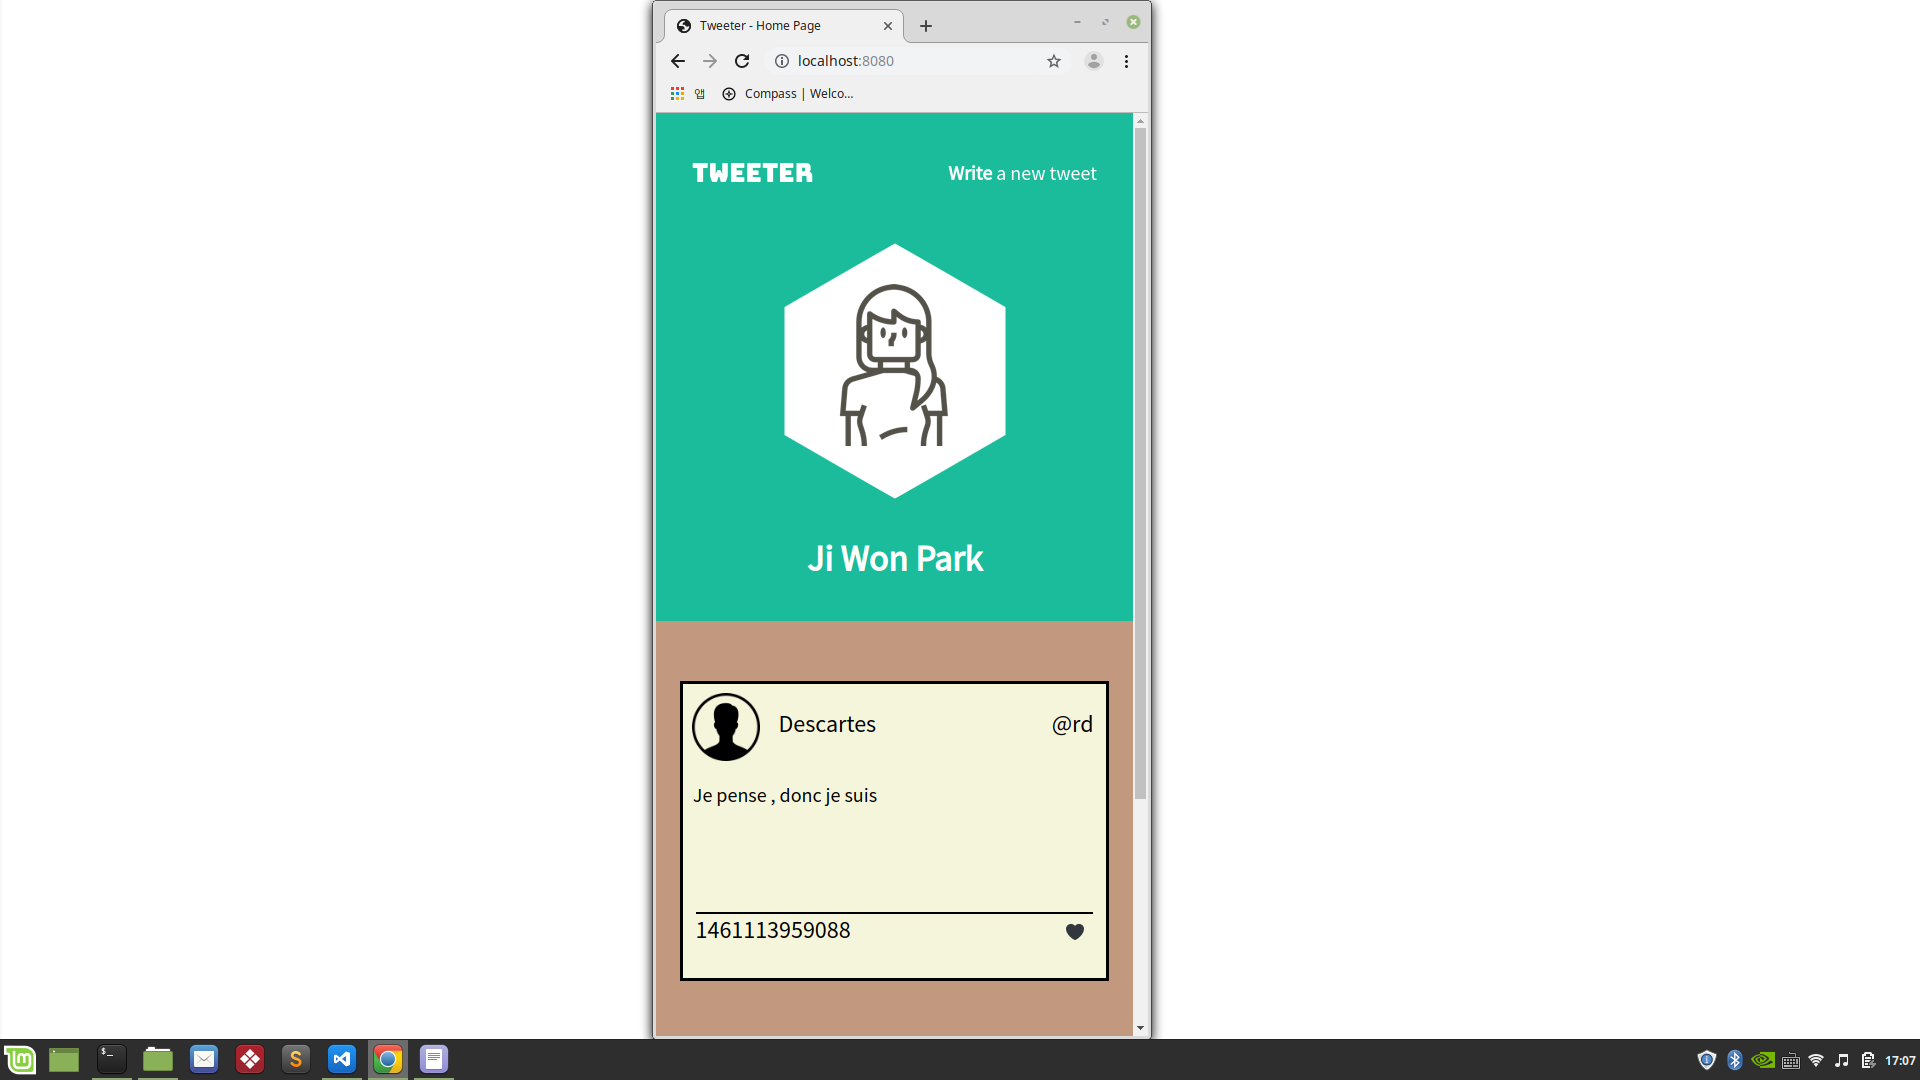 Tweeter - Home Page
localhost:8080
앱 Compass | Welco...
TWEETER Write a new tweet
Ji Won Park
Descartes @rd
Je pense , donc je suis
1461113959088
17:07